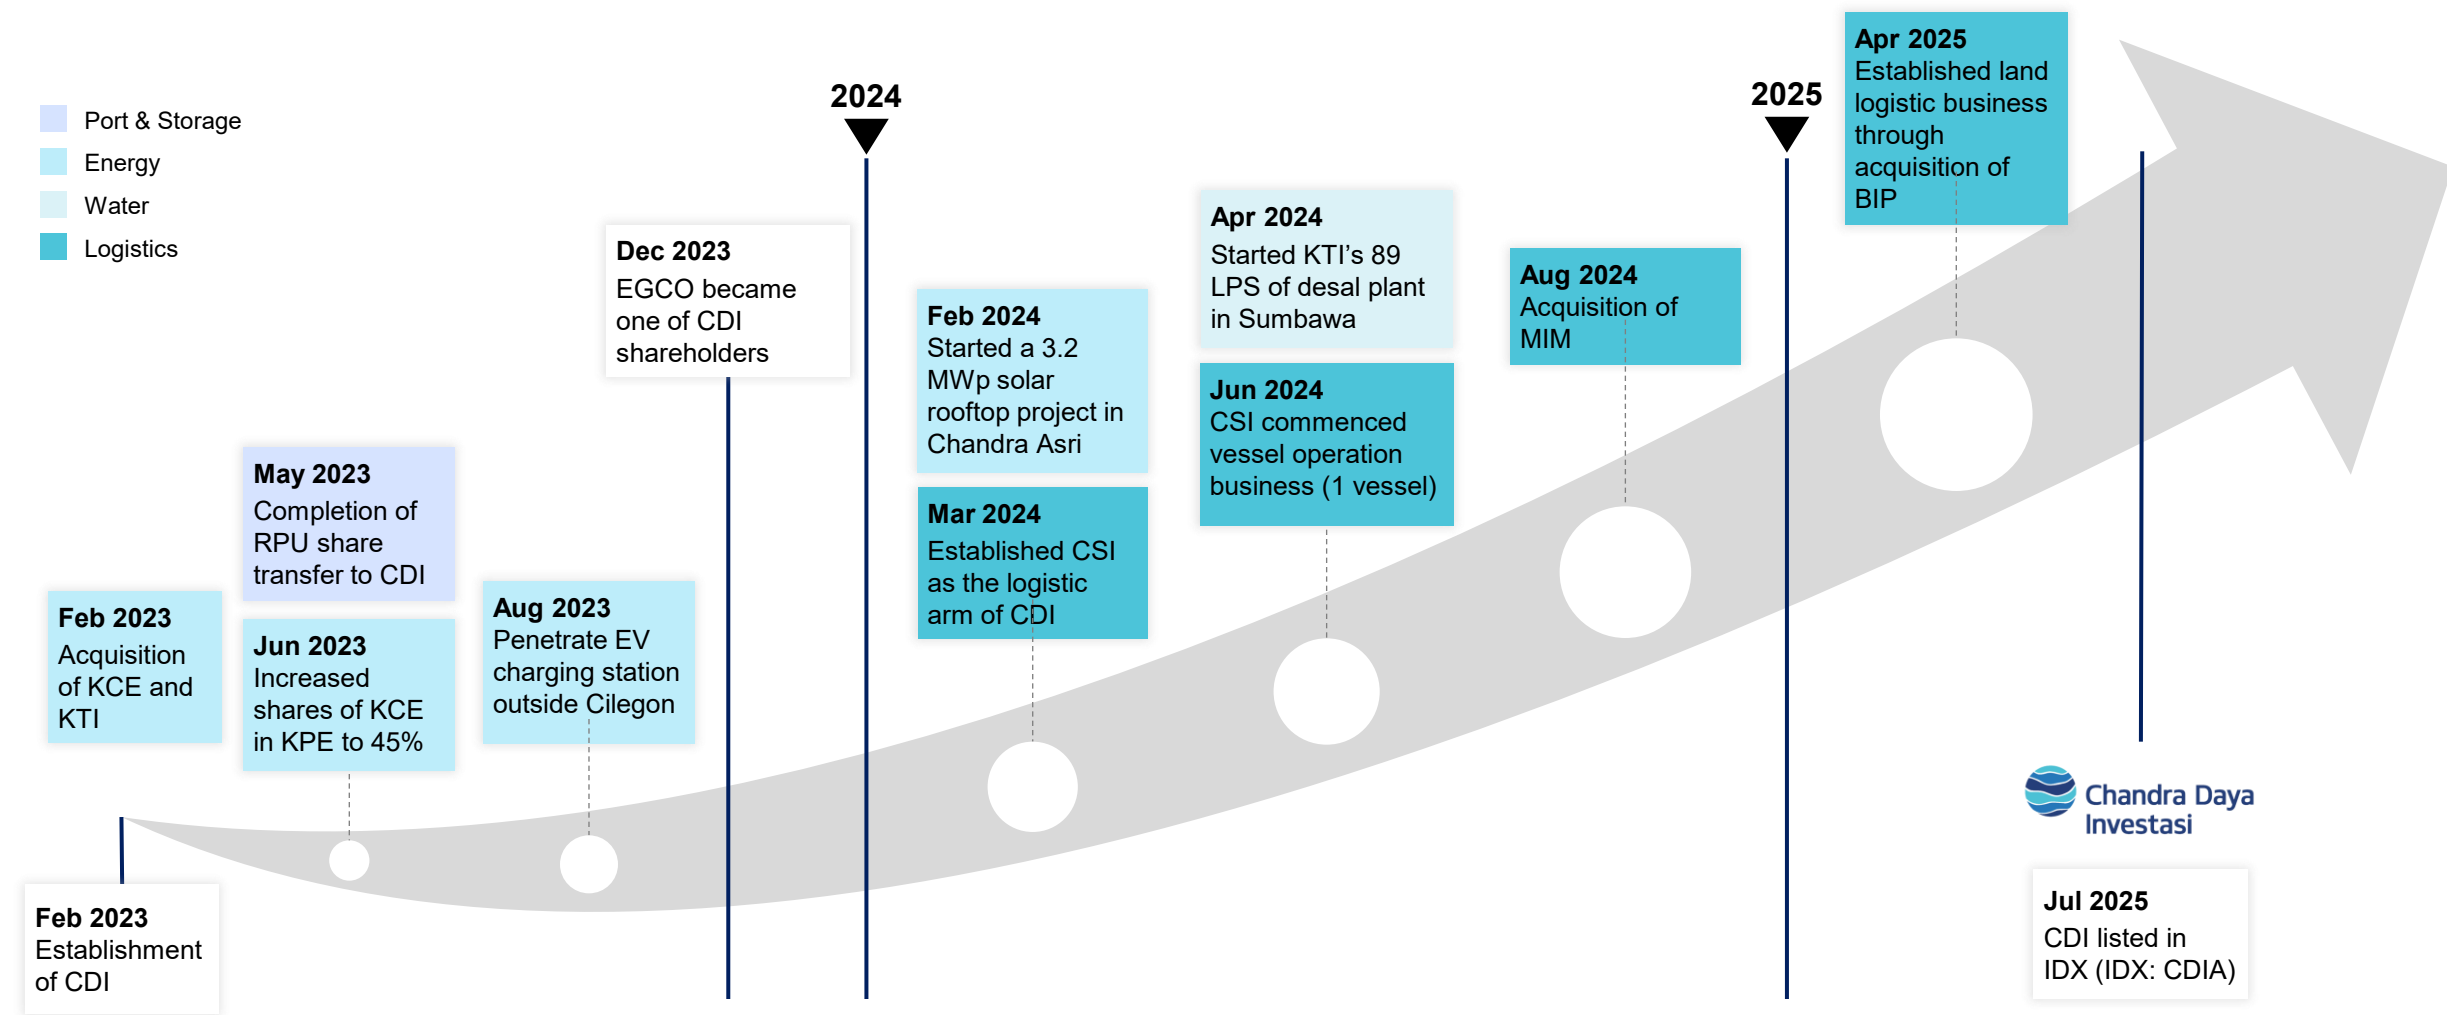 Port & Storage
Energy
Water
Logistics
Feb 2023
Establishment
of CDI
Feb 2023
Acquisition
of KCE and
KTI
May 2023
Completion of
RPU share
transfer to CDI
Jun 2023
Increased
shares of KCE
in KPE to 45%
Aug 2023
Penetrate EV
charging station
outside Cilegon
Dec 2023
EGCO became
one of CDI
shareholders
2024
Feb 2024
Started a 3.2
MWp solar
rooftop project in
Chandra Asri
Mar 2024
Established CSI
as the logistic
arm of CDI
Apr 2024
Started KTI’s 89
LPS of desal plant
in Sumbawa
Jun 2024
CSI commenced
vessel operation
business (1 vessel)
Aug 2024
Acquisition of
MIM
2025
Apr 2025
Established land
logistic business
through
acquisition of
BIP
Chandra Daya
Investasi
Jul 2025
CDI listed in
IDX (IDX: CDIA)